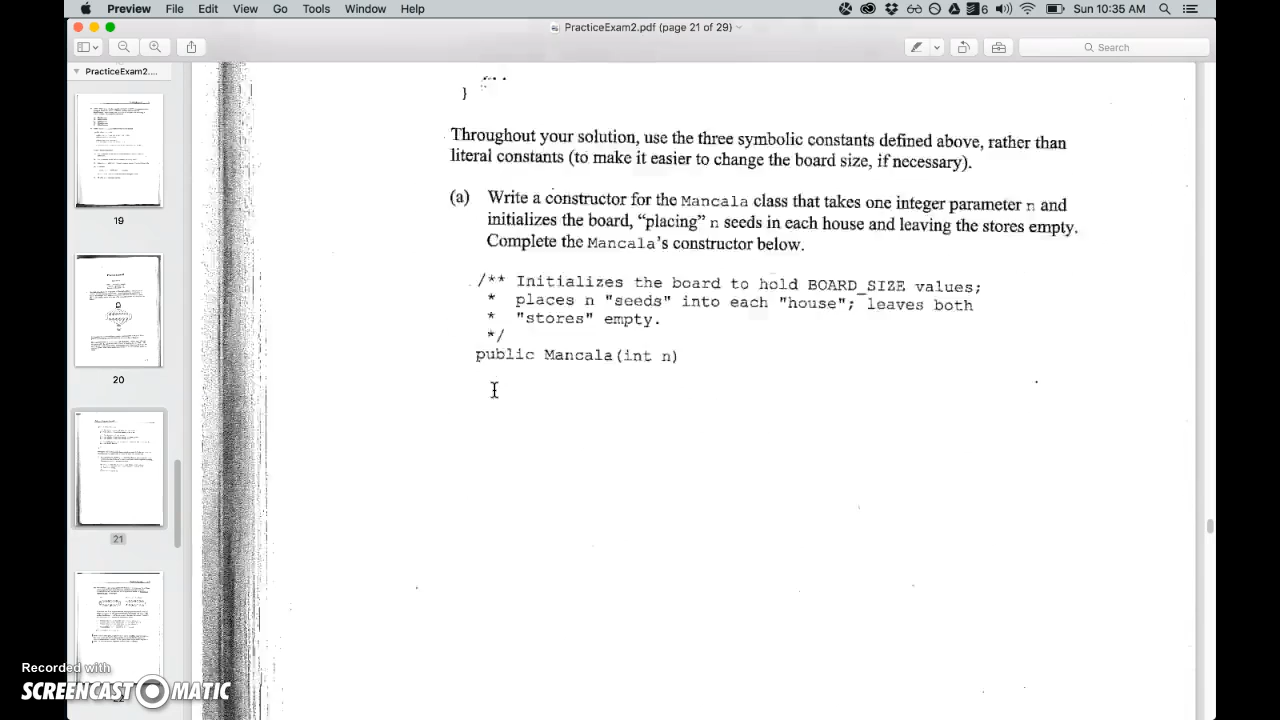 Preview File Edit View Go Tools Window Help
6 Sun 10:35 AM
PracticeExam2.pdf (page 21 of 29)
Search
PracticeExam2....
19
20
21
}
Throughout your solution, use the three symbolic constants defined above, rather than
literal constants (to make it easier to change the board size, if necessary).
(a) Write a constructor for the Mancala class that takes one integer parameter n and
initializes the board, “placing” n seeds in each house and leaving the stores empty.
Complete the Mancala’s constructor below.
/** Initializes the board to hold BOARD_SIZE values;
* places n "seeds" into each "house"; leaves both
* "stores" empty.
*/
public Mancala(int n)
Recorded with
SCREENCAST MATIC